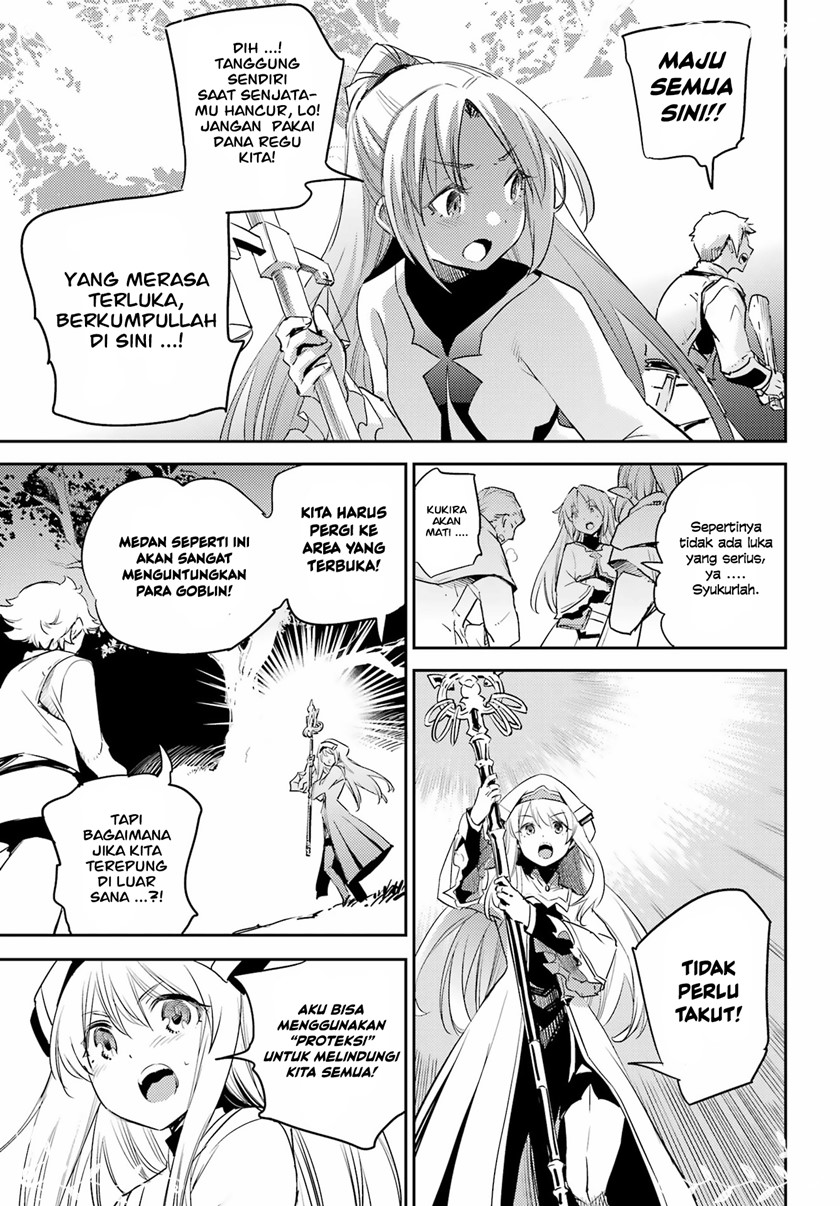 MAJU
SEMUA
SINI!!
DIH ...!
TANGGUNG
SENDIRI
SAAT SENJATA-
MU HANCUR, LO!
JANGAN PAKAI
DANA REGU
KITA!
YANG MERASA
TERLUKA,
BERKUMPULLAH
DI SINI ...!
Sepertinya
tidak ada luka
yang serius,
ya ....
Syukurlah.
KUKIRA
AKAN
MATI ....
KITA HARUS
PERGI KE
AREA YANG
TERBUKA!
MEDAN SEPERTI INI
AKAN SANGAT
MENGUNTUNGKAN
PARA GOBLIN!
TAPI
BAGAIMANA
JIKA KITA
TEREPUNG
DI LUAR
SANA ...?!
TIDAK
PERLU
TAKUT!
AKU BISA
MENGGUNAKAN
"PROTEKSI"
UNTUK MELINDUNGI
KITA SEMUA!